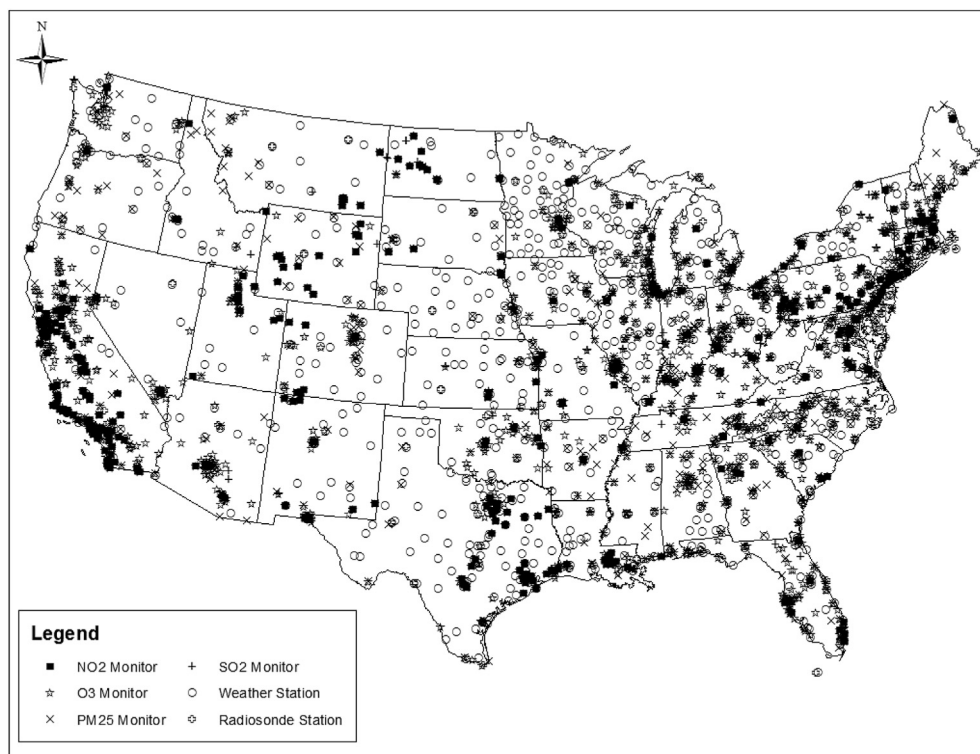 N
Legend
NO2 Monitor
SO2 Monitor
O3 Monitor
Weather Station
PM25 Monitor
Radiosonde Station